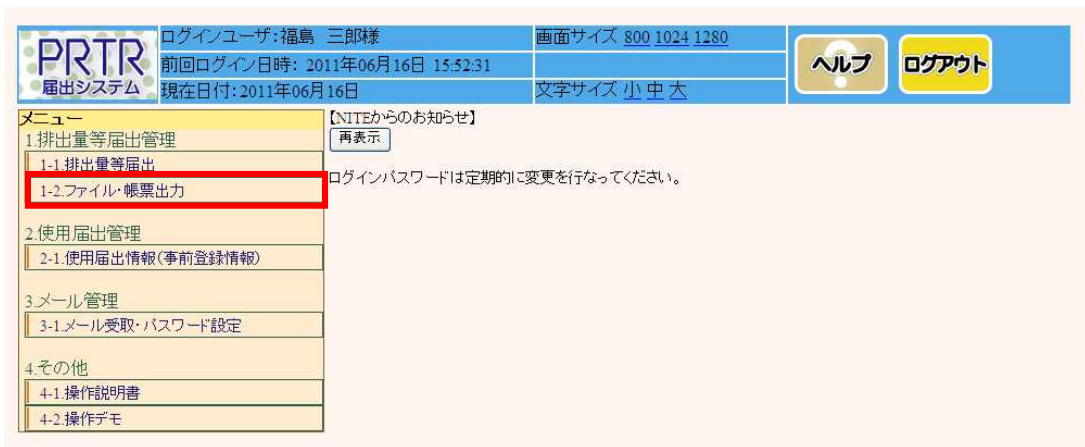 PRTR
届出システム
ログインユーザ:福島 三郎様
画面サイズ 800 1024 1280
前回ログイン日時: 2011年06月16日 15:52:31
現在日付:2011年06月16日
文字サイズ 小 中 大
ヘルプ
ログアウト
メニュー
1.排出量等届出管理
1-1.排出量等届出
1-2.ファイル・帳票出力
2.使用届出管理
2-1.使用届出情報(事前登録情報)
3.メール管理
3-1.メール受取・パスワード設定
4.その他
4-1.操作説明書
4-2.操作デモ
【NITEからのお知らせ】
再表示
ログインパスワードは定期的に変更を行なってください。